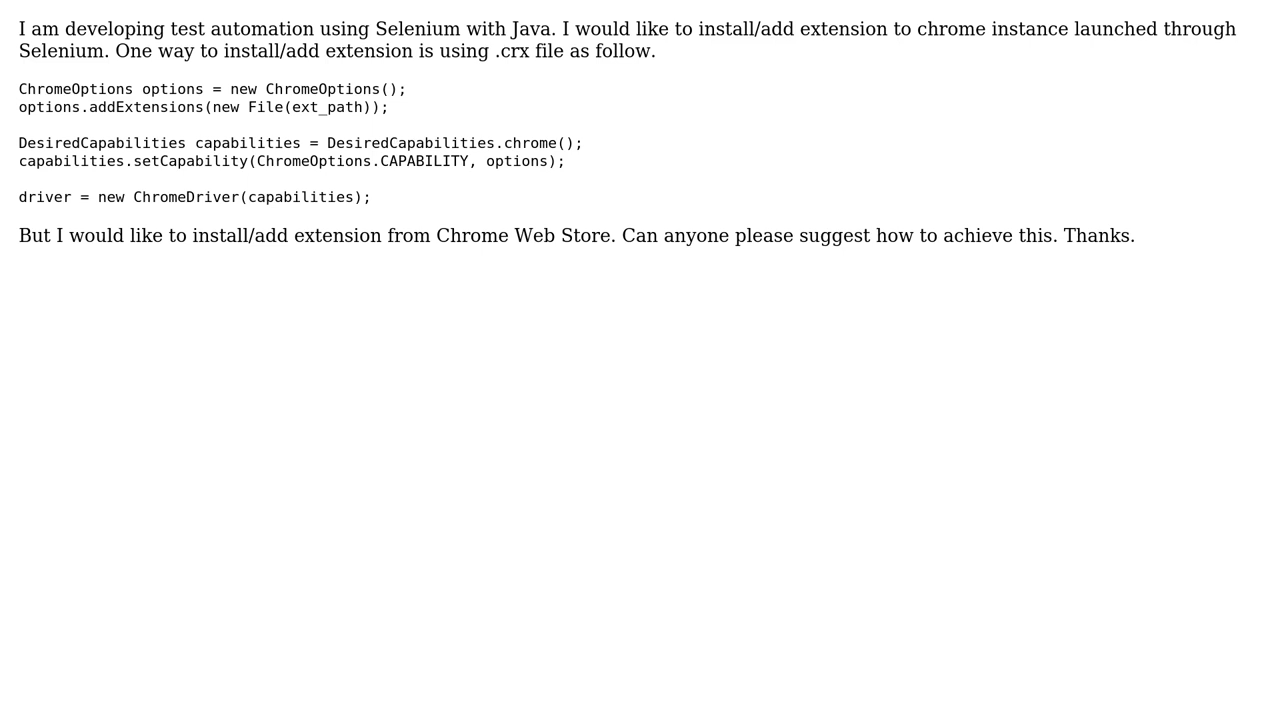 I am developing test automation using Selenium with Java. I would like to install/add extension to chrome instance launched through
Selenium. One way to install/add extension is using .crx file as follow.
ChromeOptions options = new ChromeOptions();
options.addExtensions(new File(ext_path));
DesiredCapabilities capabilities = DesiredCapabilities.chrome();
capabilities.setCapability(ChromeOptions.CAPABILITY, options);
driver = new ChromeDriver(capabilities);
But I would like to install/add extension from Chrome Web Store. Can anyone please suggest how to achieve this. Thanks.